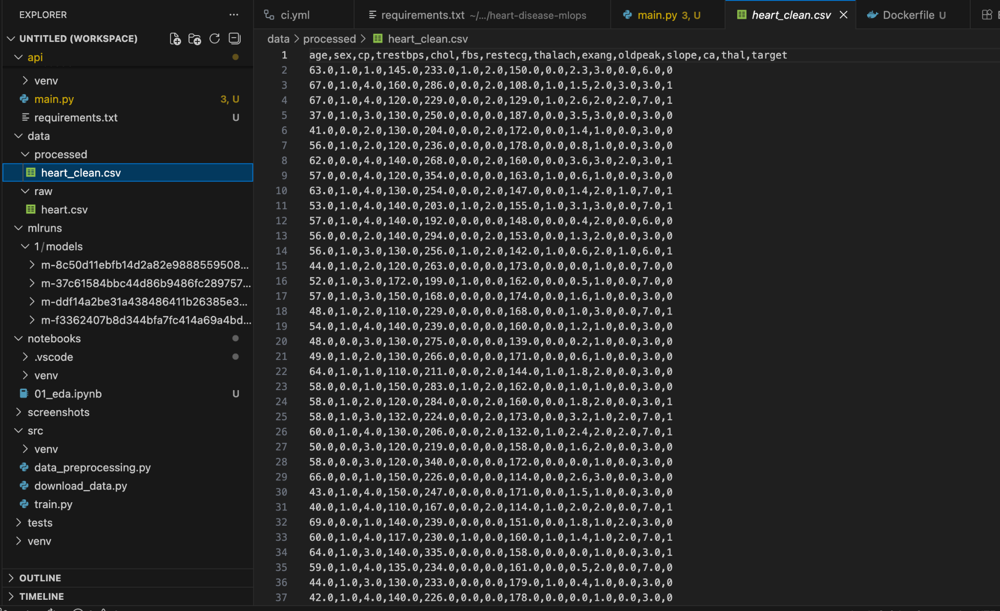 EXPLORER
UNTITLED (WORKSPACE)
api
venv
main.py 3, U
requirements.txt U
data
processed
heart_clean.csv
raw
heart.csv
mlruns
1/models
m-8c50d11ebfb14d2a82e9888559508...
m-37c61584bbc44d86b9486fc289757...
m-ddf14a2be31a438486411b26385e3...
m-f3362407b8d344bfa7fc414a69a4bd...
notebooks
.vscode
venv
01_eda.ipynb U
screenshots
src
venv
data_preprocessing.py
download_data.py
train.py
tests
venv
OUTLINE
TIMELINE
ci.yml requirements.txt ~/.../heart-disease-mlops main.py 3, U heart_clean.csv Dockerfile U
data > processed > heart_clean.csv
1 age,sex,cp,trestbps,chol,fbs,restecg,thalach,exang,oldpeak,slope,ca,thal,target
2 63.0,1.0,1.0,145.0,233.0,1.0,2.0,150.0,0.0,2.3,3.0,0.0,6.0,0
3 67.0,1.0,4.0,160.0,286.0,0.0,2.0,108.0,1.0,1.5,2.0,3.0,3.0,1
4 67.0,1.0,4.0,120.0,229.0,0.0,2.0,129.0,1.0,2.6,2.0,2.0,7.0,1
5 37.0,1.0,3.0,130.0,250.0,0.0,0.0,187.0,0.0,3.5,3.0,0.0,3.0,0
6 41.0,0.0,2.0,130.0,204.0,0.0,2.0,172.0,0.0,1.4,1.0,0.0,3.0,0
7 56.0,1.0,2.0,120.0,236.0,0.0,0.0,178.0,0.0,0.8,1.0,0.0,3.0,0
8 62.0,0.0,4.0,140.0,268.0,0.0,2.0,160.0,0.0,3.6,3.0,2.0,3.0,1
9 57.0,0.0,4.0,120.0,354.0,0.0,0.0,163.0,1.0,0.6,1.0,0.0,3.0,0
10 63.0,1.0,4.0,130.0,254.0,0.0,2.0,147.0,0.0,1.4,2.0,1.0,7.0,1
11 53.0,1.0,4.0,140.0,203.0,1.0,2.0,155.0,1.0,3.1,3.0,0.0,7.0,1
12 57.0,1.0,4.0,140.0,192.0,0.0,0.0,148.0,0.0,0.4,2.0,0.0,6.0,0
13 56.0,0.0,2.0,140.0,294.0,0.0,2.0,153.0,0.0,1.3,2.0,0.0,3.0,0
14 56.0,1.0,3.0,130.0,256.0,1.0,2.0,142.0,1.0,0.6,2.0,1.0,6.0,1
15 44.0,1.0,2.0,120.0,263.0,0.0,0.0,173.0,0.0,0.0,1.0,0.0,7.0,0
16 52.0,1.0,3.0,172.0,199.0,1.0,0.0,162.0,0.0,0.5,1.0,0.0,7.0,0
17 57.0,1.0,3.0,150.0,168.0,0.0,0.0,174.0,0.0,1.6,1.0,0.0,3.0,0
18 48.0,1.0,2.0,110.0,229.0,0.0,0.0,168.0,0.0,1.0,3.0,0.0,7.0,1
19 54.0,1.0,4.0,140.0,239.0,0.0,0.0,160.0,0.0,1.2,1.0,0.0,3.0,0
20 48.0,0.0,3.0,130.0,275.0,0.0,0.0,139.0,0.0,0.2,1.0,0.0,3.0,0
21 49.0,1.0,2.0,130.0,266.0,0.0,0.0,171.0,0.0,0.6,1.0,0.0,3.0,0
22 64.0,1.0,1.0,110.0,211.0,0.0,2.0,144.0,1.0,1.8,2.0,0.0,3.0,0
23 58.0,0.0,1.0,150.0,283.0,1.0,2.0,162.0,0.0,1.0,1.0,0.0,3.0,0
24 58.0,1.0,2.0,120.0,284.0,0.0,2.0,160.0,0.0,1.8,2.0,0.0,3.0,1
25 58.0,1.0,3.0,132.0,224.0,0.0,2.0,173.0,0.0,3.2,1.0,2.0,7.0,1
26 60.0,1.0,4.0,130.0,206.0,0.0,2.0,132.0,1.0,2.4,2.0,2.0,7.0,1
27 50.0,0.0,3.0,120.0,219.0,0.0,0.0,158.0,0.0,1.6,2.0,0.0,3.0,0
28 58.0,0.0,3.0,120.0,340.0,0.0,0.0,172.0,0.0,0.0,1.0,0.0,3.0,0
29 66.0,0.0,1.0,150.0,226.0,0.0,0.0,114.0,0.0,2.6,3.0,0.0,3.0,0
30 43.0,1.0,4.0,150.0,247.0,0.0,0.0,171.0,0.0,1.5,1.0,0.0,3.0,0
31 40.0,1.0,4.0,110.0,167.0,0.0,2.0,114.0,1.0,2.0,2.0,0.0,7.0,1
32 69.0,0.0,1.0,140.0,239.0,0.0,0.0,151.0,0.0,1.8,1.0,2.0,3.0,0
33 60.0,1.0,4.0,117.0,230.0,1.0,0.0,160.0,1.0,1.4,1.0,2.0,7.0,1
34 64.0,1.0,3.0,140.0,335.0,0.0,0.0,158.0,0.0,0.0,1.0,0.0,3.0,1
35 59.0,1.0,4.0,135.0,234.0,0.0,0.0,161.0,0.0,0.5,2.0,0.0,7.0,0
36 44.0,1.0,3.0,130.0,233.0,0.0,0.0,179.0,1.0,0.4,1.0,0.0,3.0,0
37 42.0,1.0,4.0,140.0,226.0,0.0,0.0,178.0,0.0,0.0,1.0,0.0,3.0,0